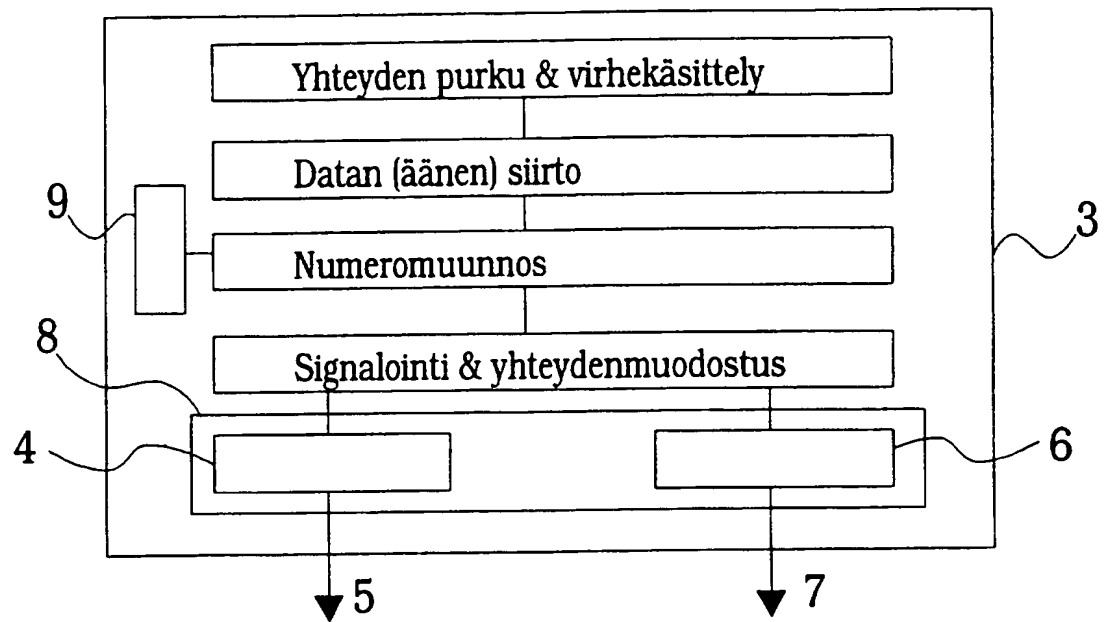 Yhteyden purku & virhekäsittely
Datan (äänen) siirto
9
3
Numeromuunnos
8
Signalointi & yhteydenmuodostus
4
6
5
7